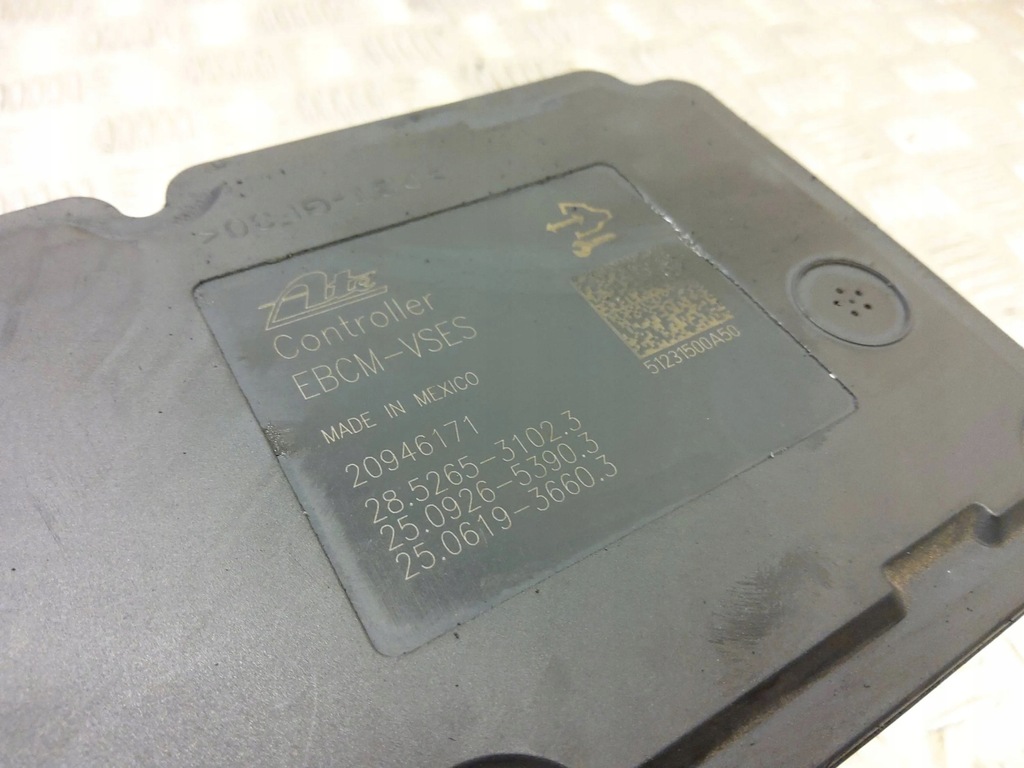 Ate
Controller
EBCM-VSES
MADE IN MEXICO
20946171
28.5265-3102.3
25.0926-5390.3
25.0619-3660.3
51231500A50